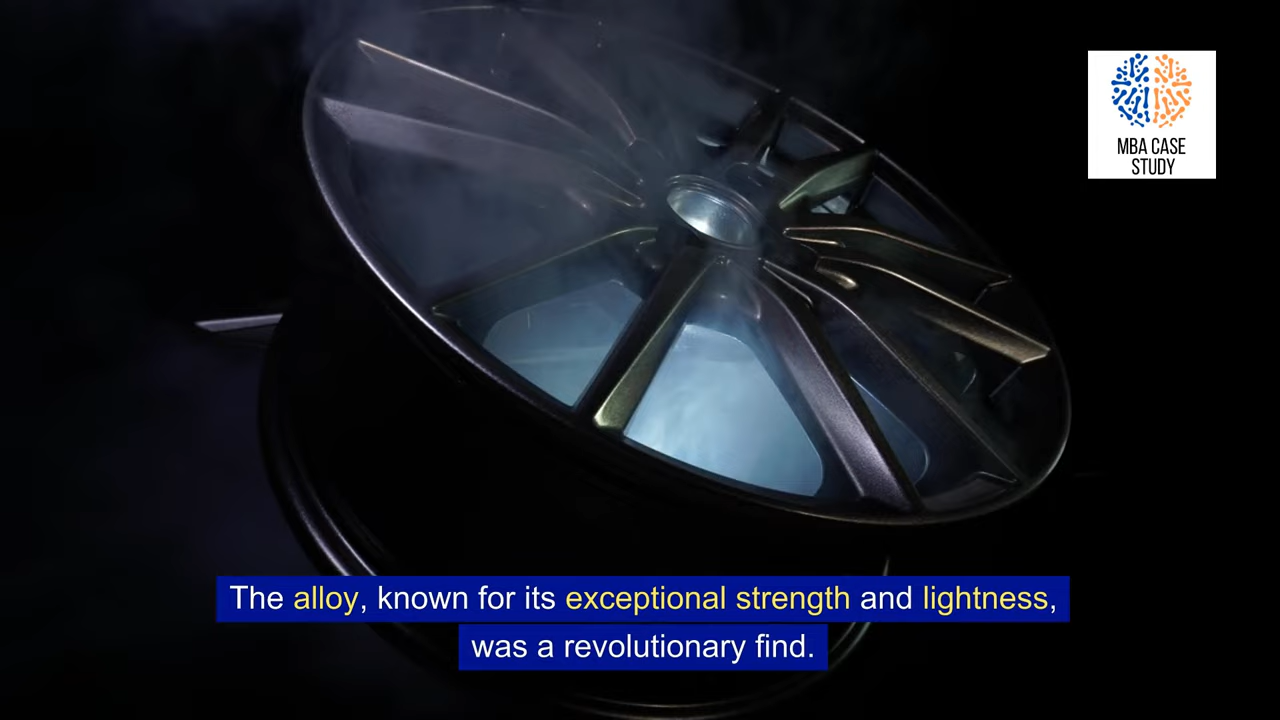 MBA CASE
STUDY
The alloy, known for its exceptional strength and lightness,
was a revolutionary find.